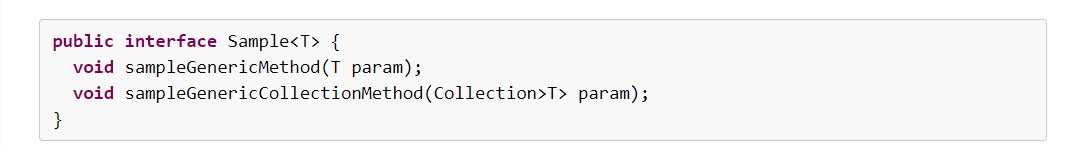 public interface Sample<T> {
  void sampleGenericMethod(T param);
  void sampleGenericCollectionMethod(Collection>T> param);
}